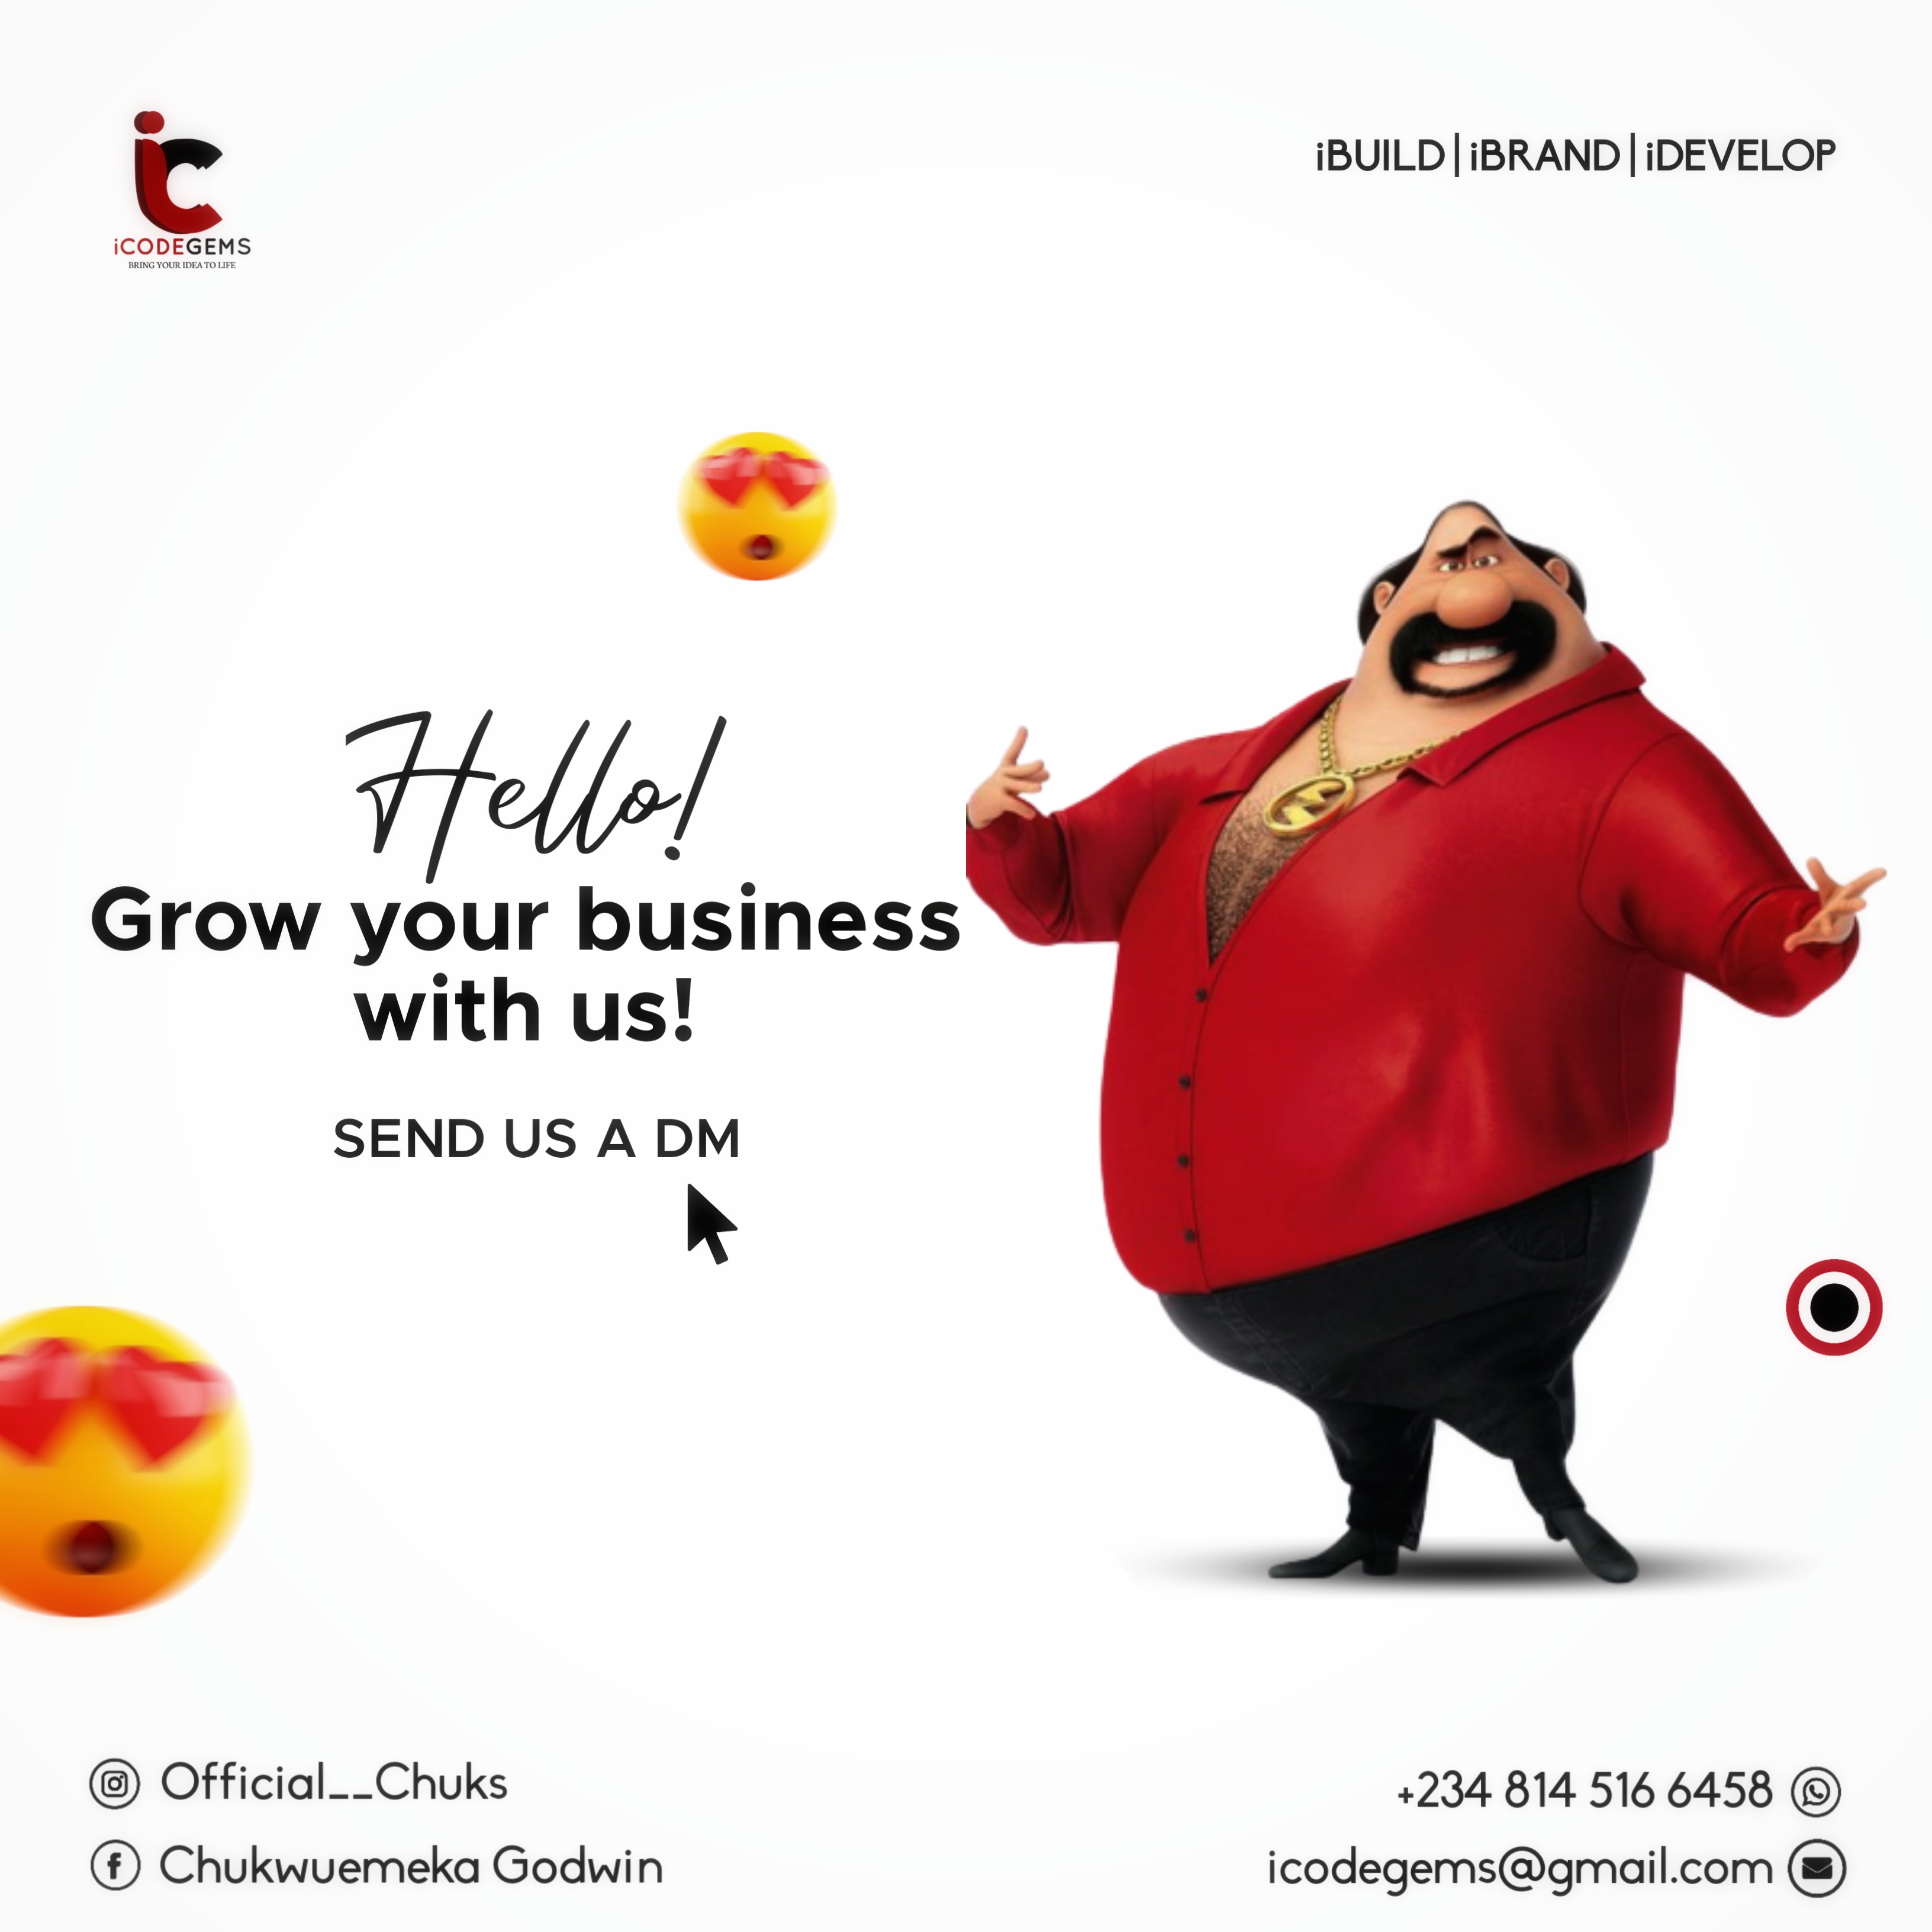 iCODEGEMS
BRING YOUR IDEA TO LIFE
iBUILD|iBRAND|iDEVELOP
Hello!
Grow your business
with us!
SEND US A DM
Official__Chuks
Chukwuemeka Godwin
+234 814 516 6458
icodegems@gmail.com